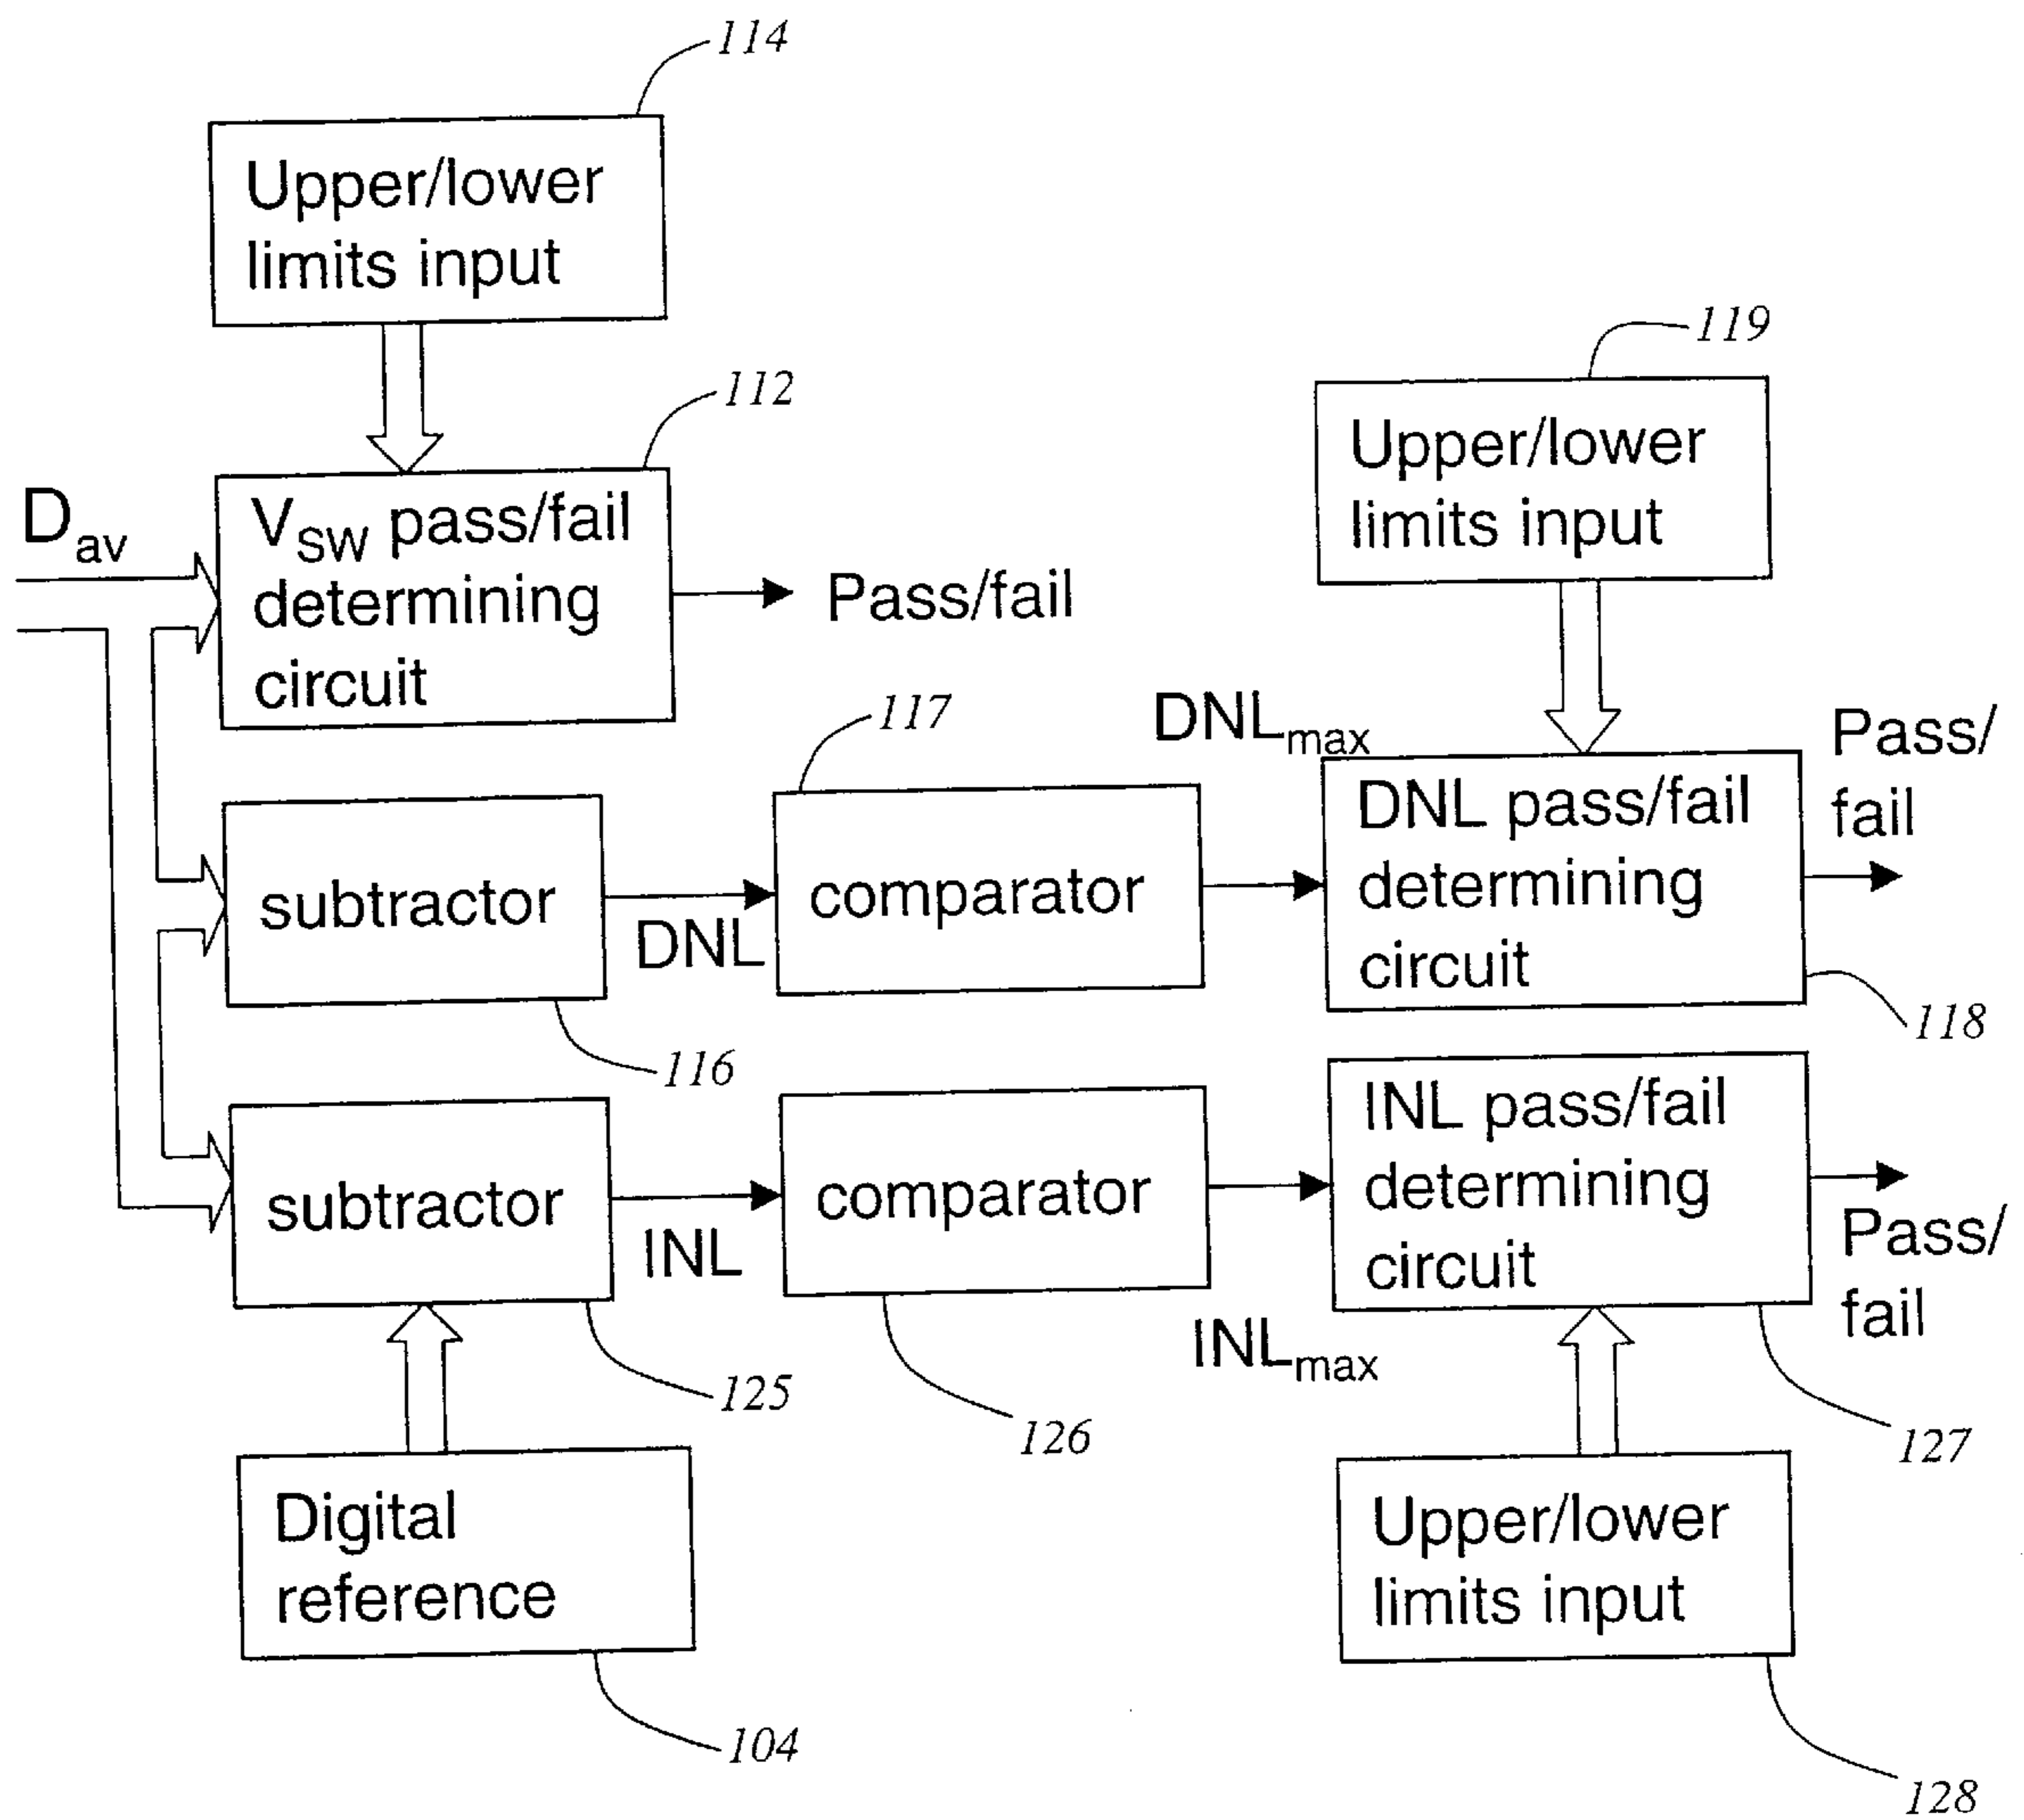 114
Upper/lower
limits input
112
119
Upper/lower
limits input
D_av
V_SW pass/fail
determining
circuit
Pass/fail
117
DNL_max
Pass/
fail
subtractor
DNL
comparator
DNL pass/fail
determining
circuit
116
118
subtractor
INL
comparator
INL_max
INL pass/fail
determining
circuit
Pass/
fail
125
126
127
Digital
reference
Upper/lower
limits input
104
128